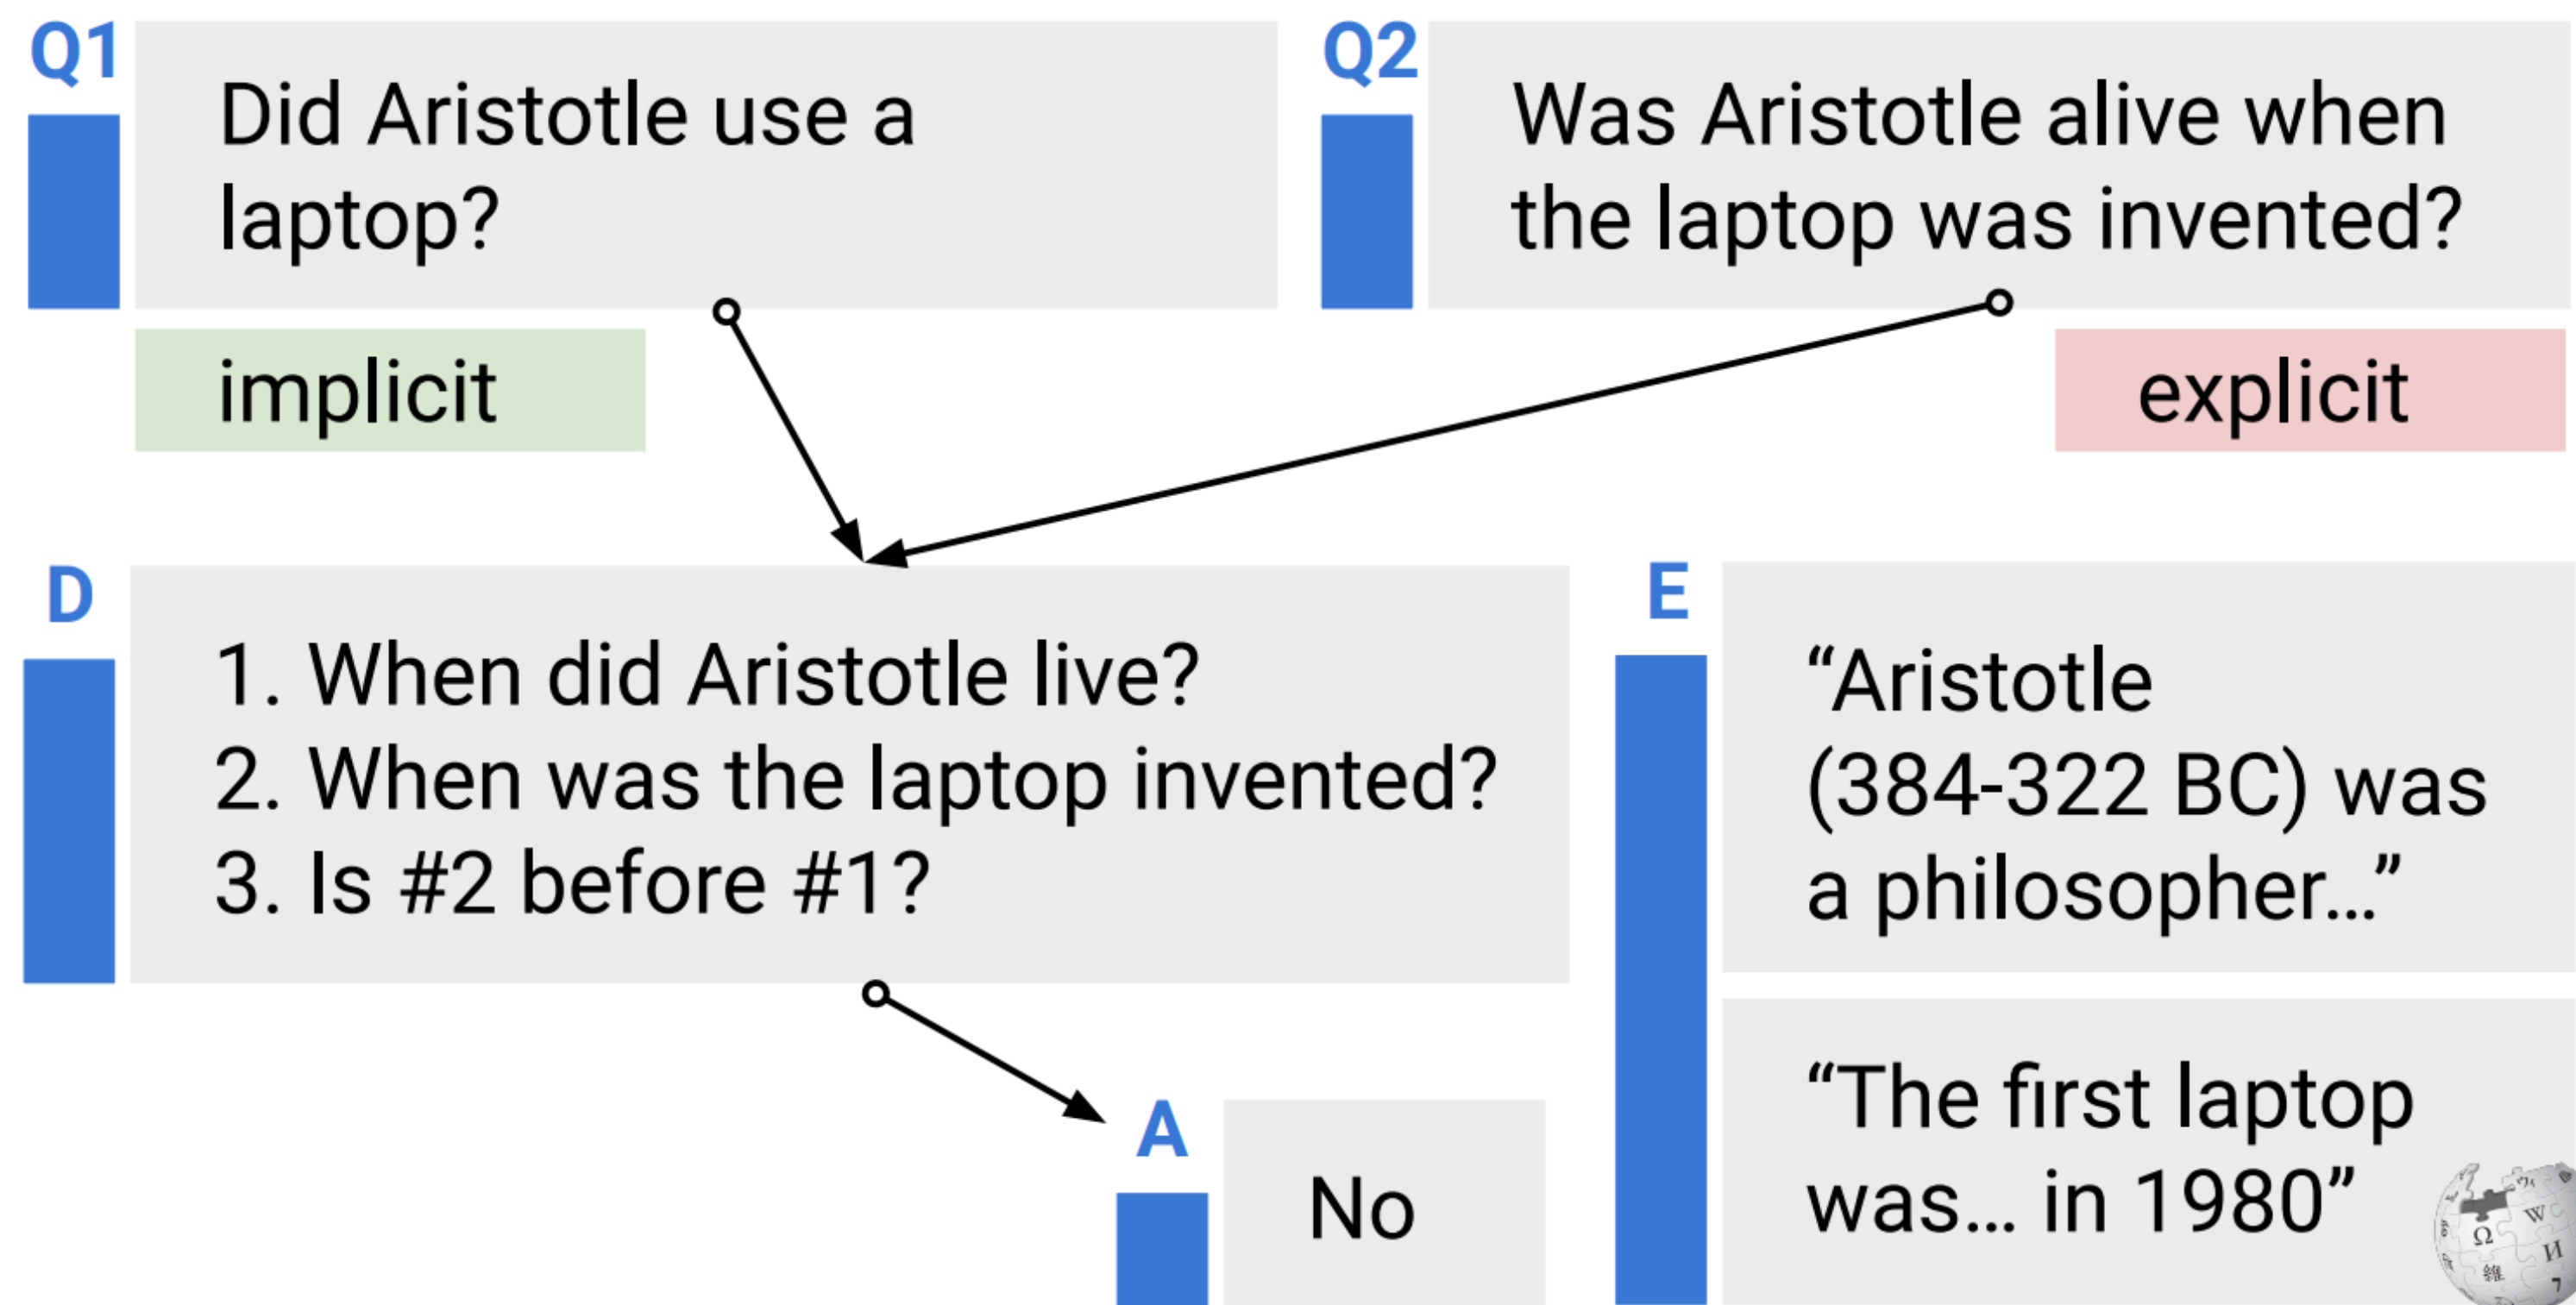 Q1
Did Aristotle use a
laptop?
implicit
Q2
Was Aristotle alive when
the laptop was invented?
explicit
D
1. When did Aristotle live?
2. When was the laptop invented?
3. Is #2 before #1?
E
“Aristotle
(384-322 BC) was
a philosopher...”
“The first laptop
was... in 1980”
Ω
W
И
維
A
No